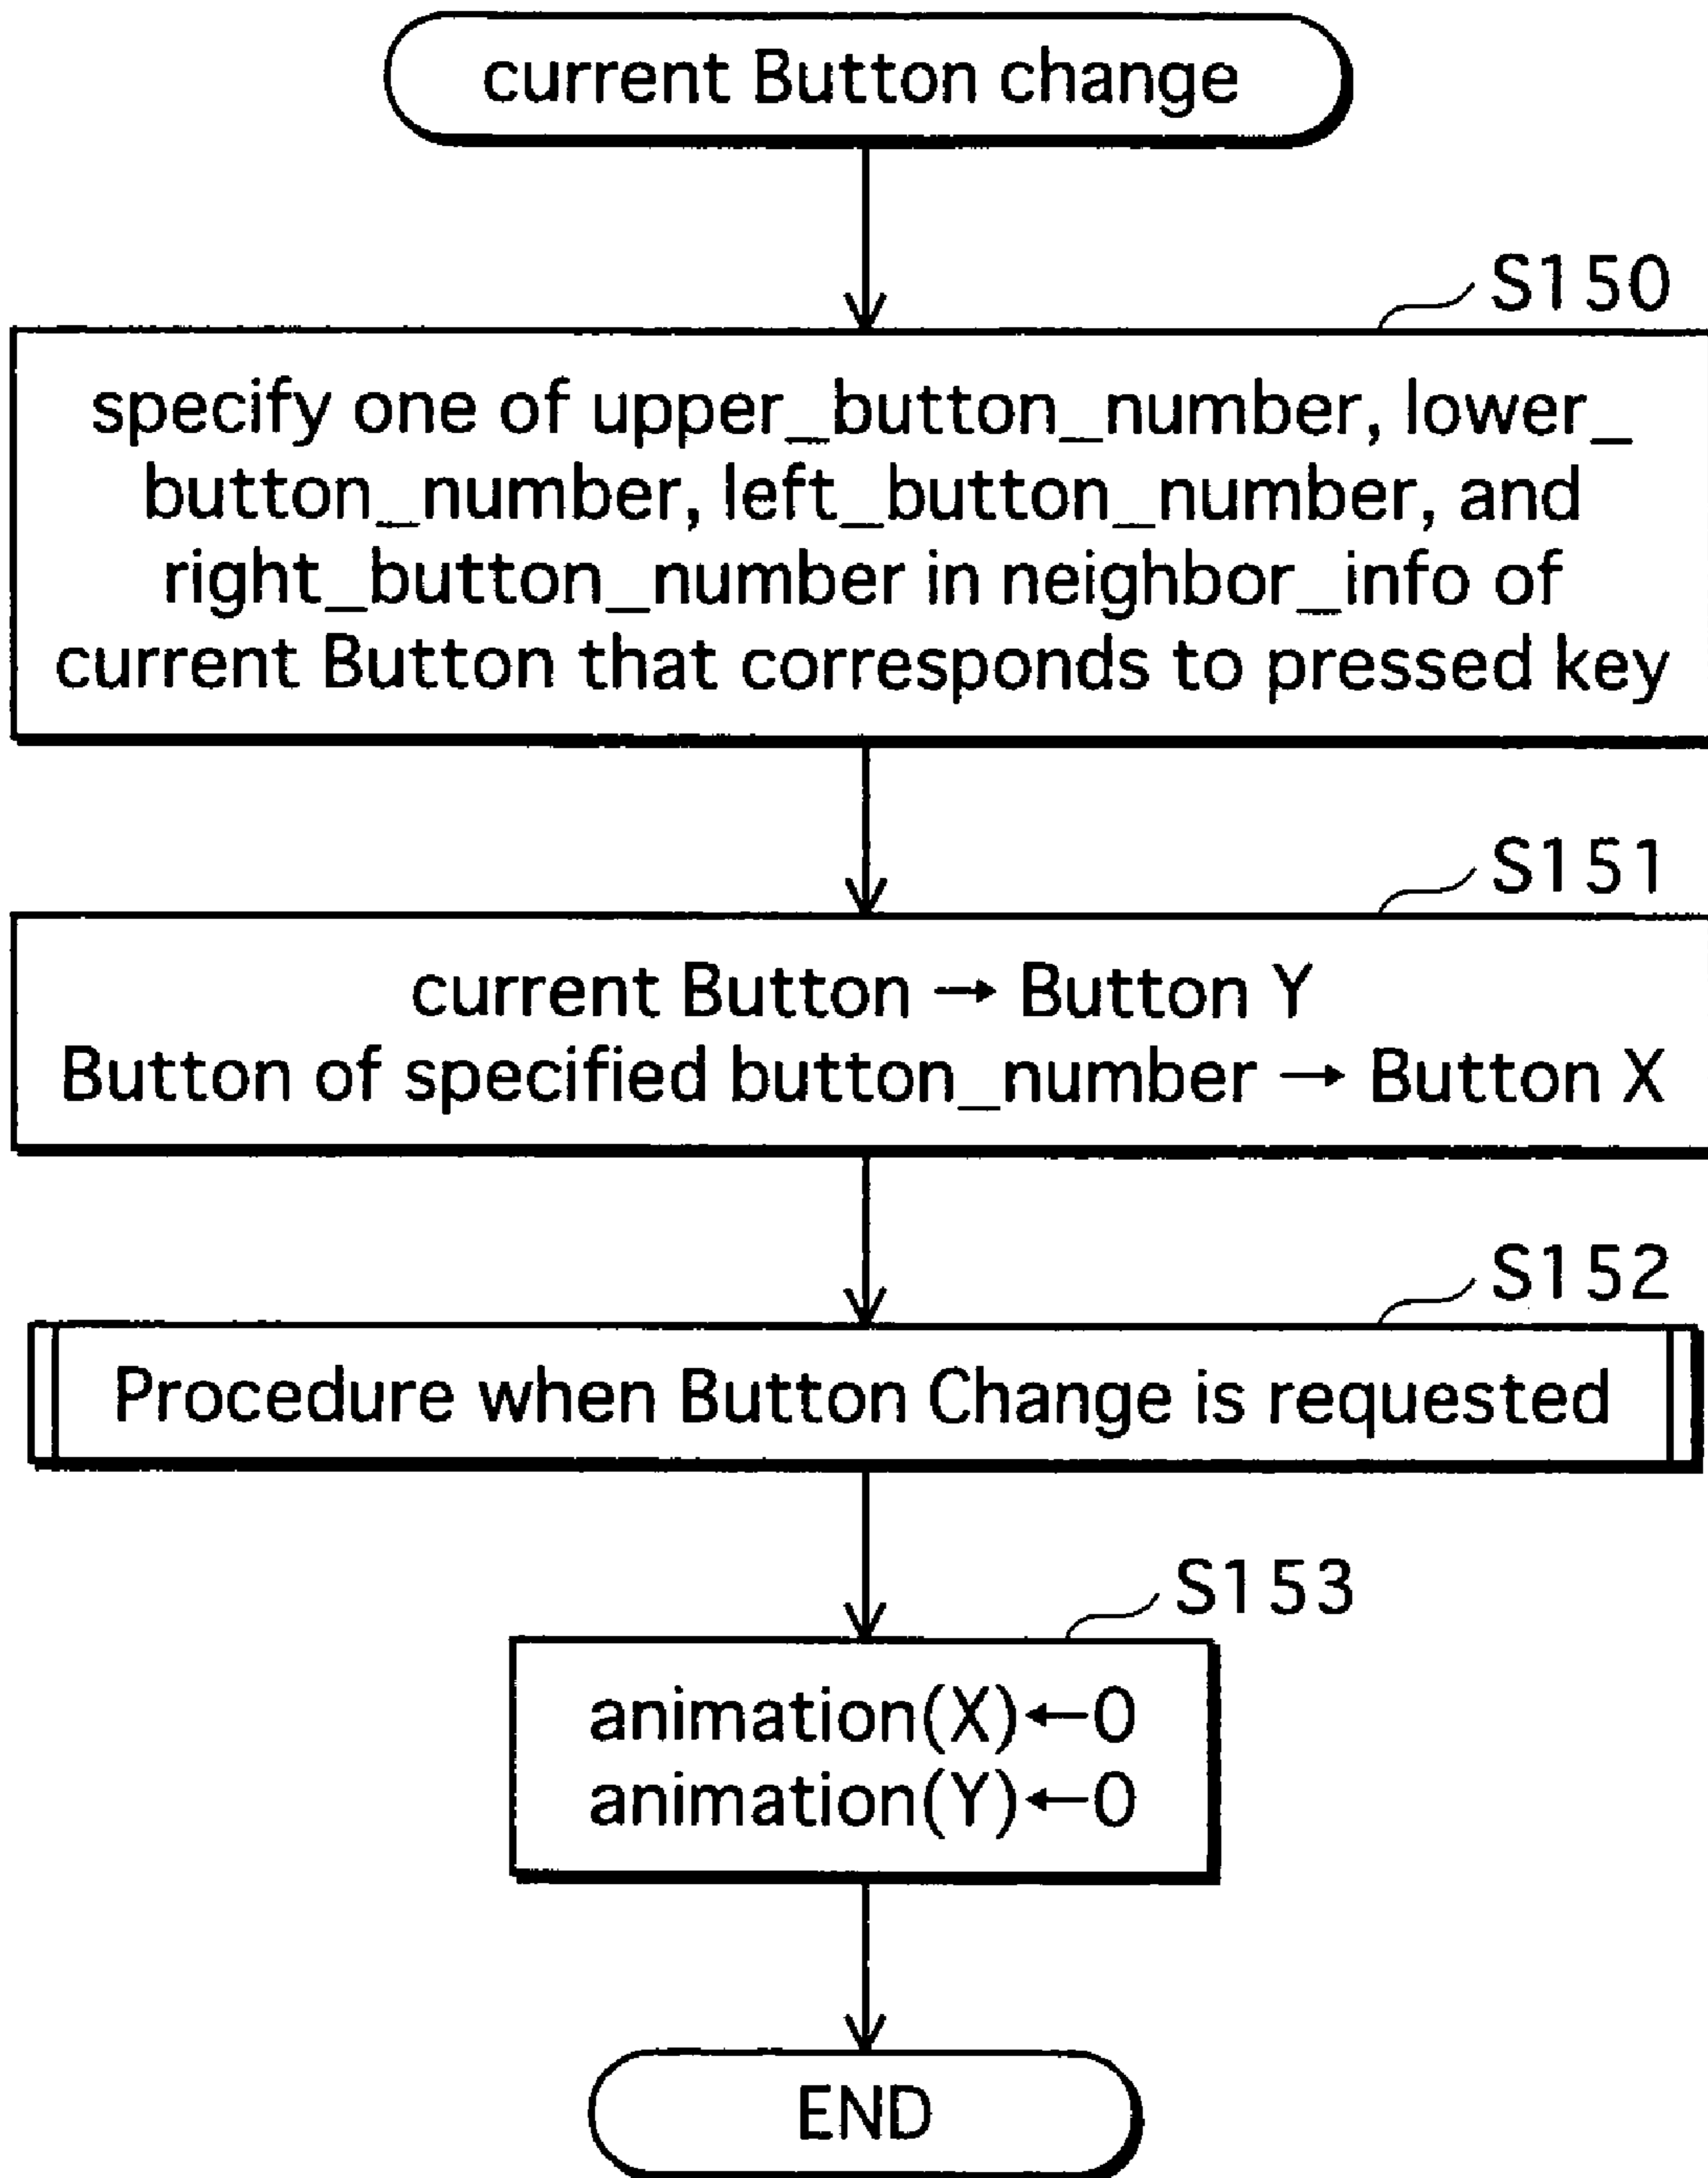 current Button change
S150
specify one of upper_button_number, lower_
button_number, left_button_number, and
right_button_number in neighbor_info of
current Button that corresponds to pressed key
S151
current Button → Button Y
Button of specified button_number → Button X
S152
Procedure when Button Change is requested
S153
animation(X)←0
animation(Y)←0
END